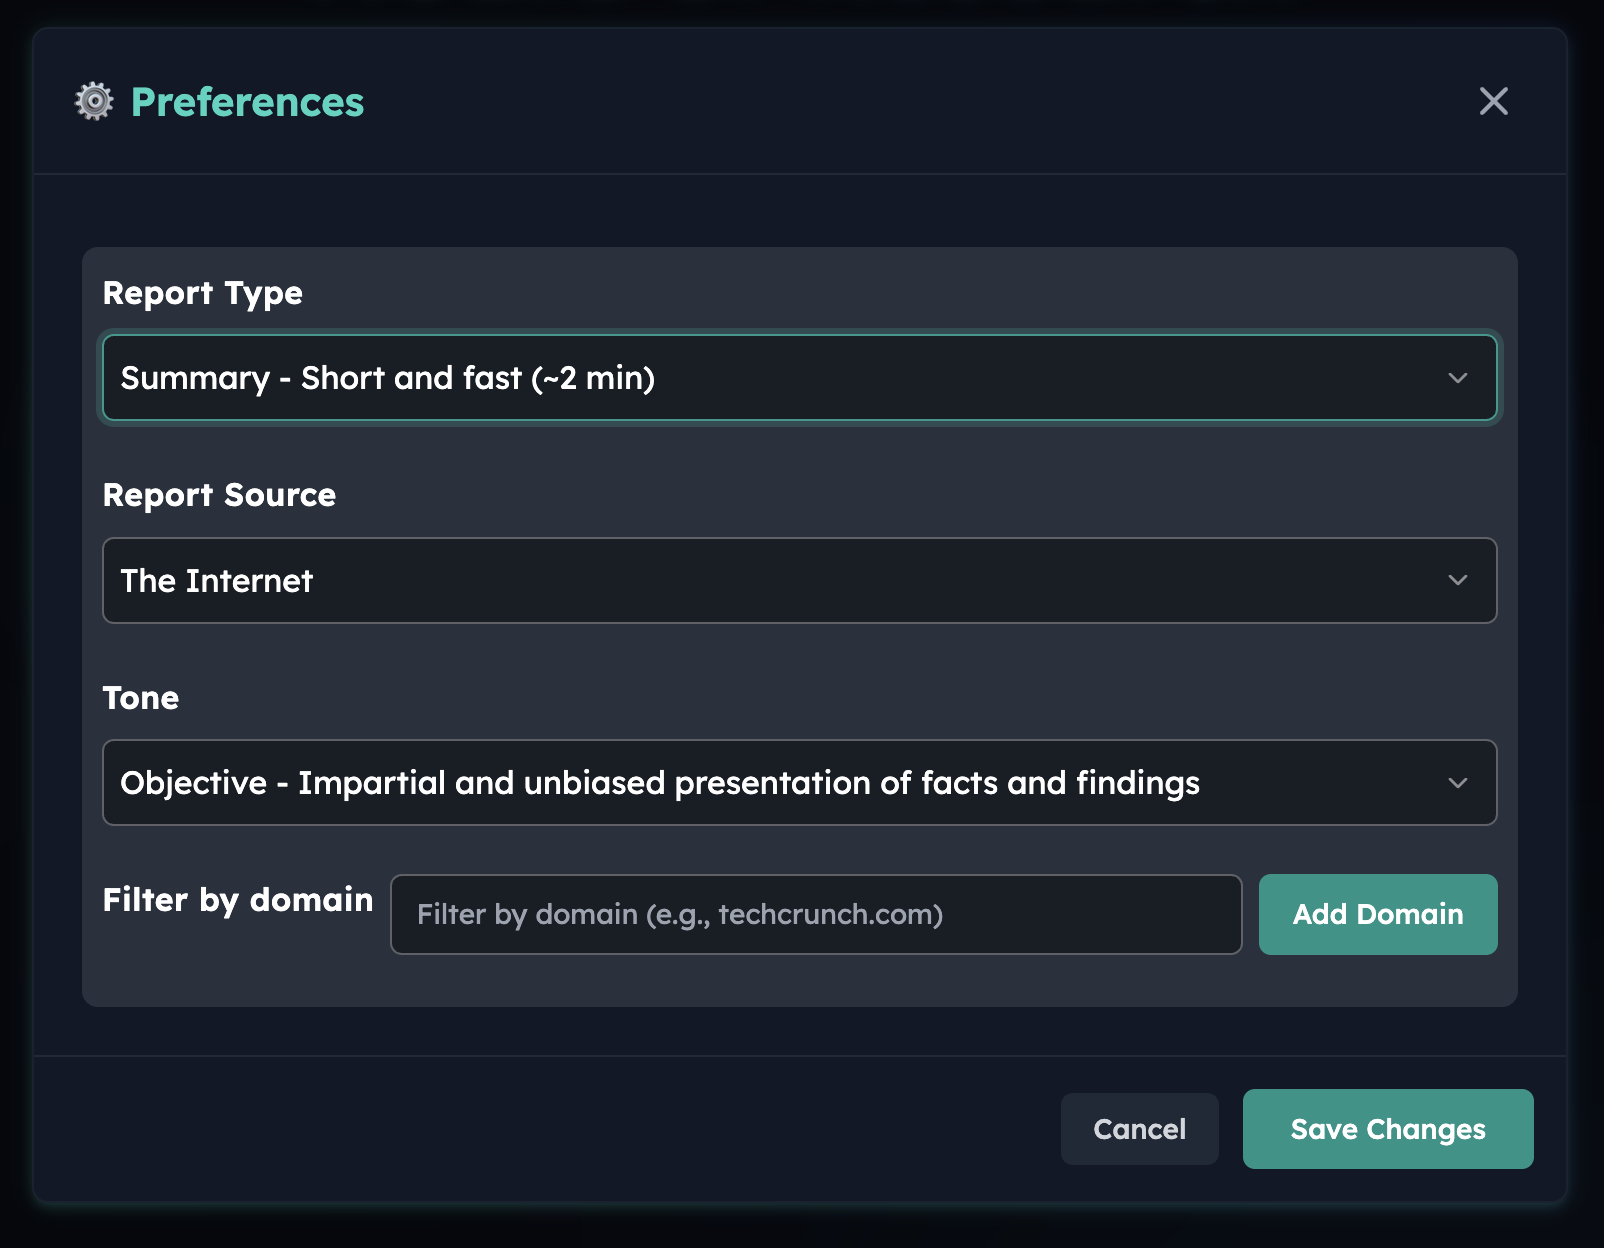 Preferences
Report Type
Summary - Short and fast (~2 min)
Report Source
The Internet
Tone
Objective - Impartial and unbiased presentation of facts and findings
Filter by domain
Filter by domain (e.g., techcrunch.com)
Add Domain
Cancel
Save Changes